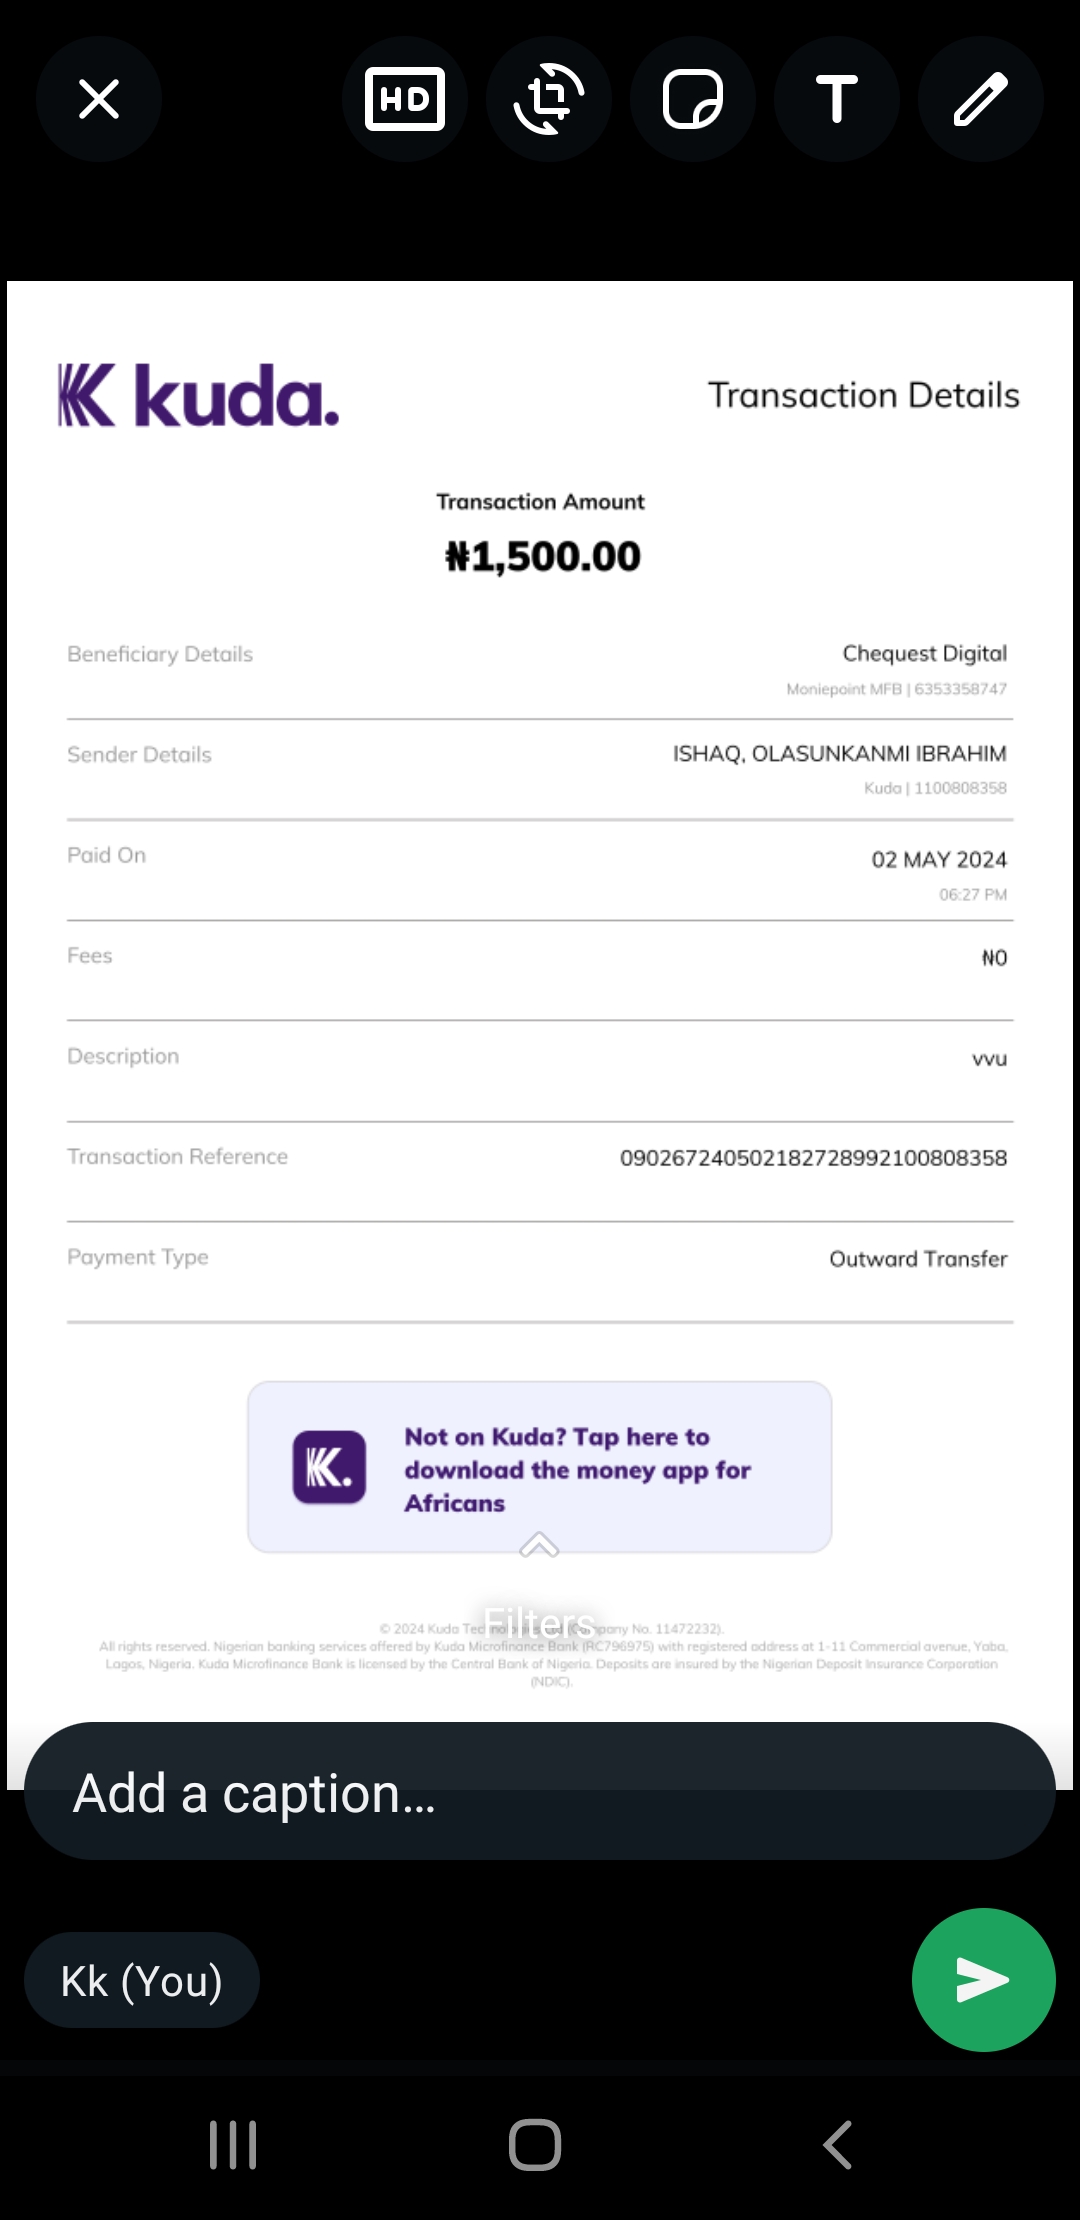 HD
T
kuda.
Transaction Details
Transaction Amount
₦1,500.00
Beneficiary Details
Chequest Digital
Moniepoint MFB | 6353358747
Sender Details
ISHAQ, OLASUNKANMI IBRAHIM
Kuda | 1100808358
Paid On
02 MAY 2024
06:27 PM
Fees
₦0
Description
vvu
Transaction Reference
090267240502182728992100808358
Payment Type
Outward Transfer
K.
Not on Kuda? Tap here to
download the money app for
Africans
Filters
© 2024 Kuda Technologies Ltd (Company No. 11472232).
All rights reserved. Nigerian banking services offered by Kuda Microfinance Bank (RC796975) with registered address at 1-11 Commercial avenue, Yaba,
Lagos, Nigeria. Kuda Microfinance Bank is licensed by the Central Bank of Nigeria. Deposits are insured by the Nigerian Deposit Insurance Corporation
(NDIC).
Add a caption...
Kk (You)